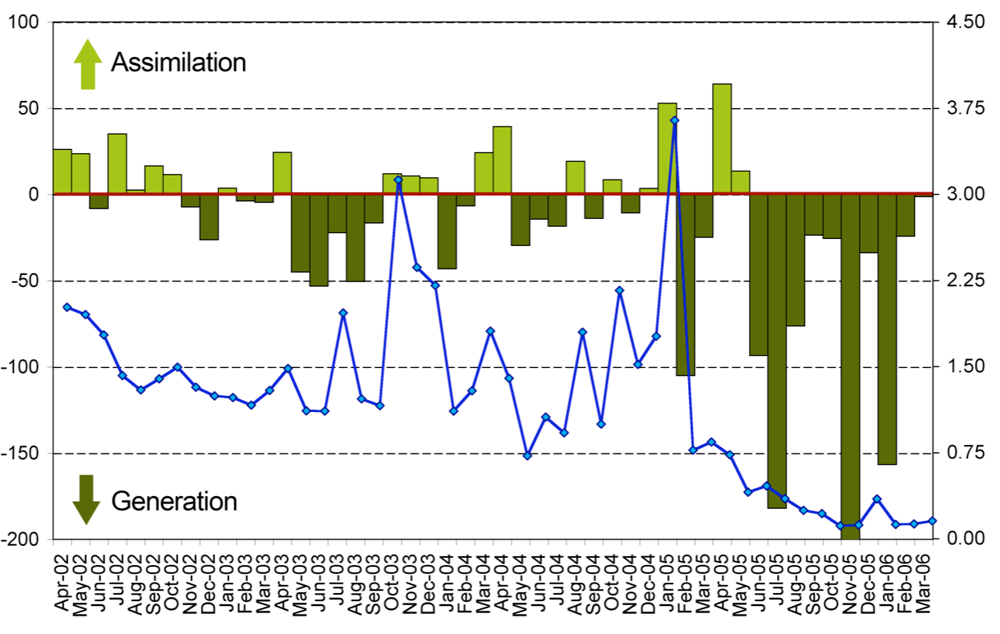 100
50
0
-50
-100
-150
-200
4.50
3.75
3.00
2.25
1.50
0.75
0.00
Assimilation
Generation
Apr-02
May-02
Jun-02
Jul-02
Aug-02
Sep-02
Oct-02
Nov-02
Dec-02
Jan-03
Feb-03
Mar-03
Apr-03
May-03
Jun-03
Jul-03
Aug-03
Sep-03
Oct-03
Nov-03
Dec-03
Jan-04
Feb-04
Mar-04
Apr-04
May-04
Jun-04
Jul-04
Aug-04
Sep-04
Oct-04
Nov-04
Dec-04
Jan-05
Feb-05
Mar-05
Apr-05
May-05
Jun-05
Jul-05
Aug-05
Sep-05
Oct-05
Nov-05
Dec-05
Jan-06
Feb-06
Mar-06